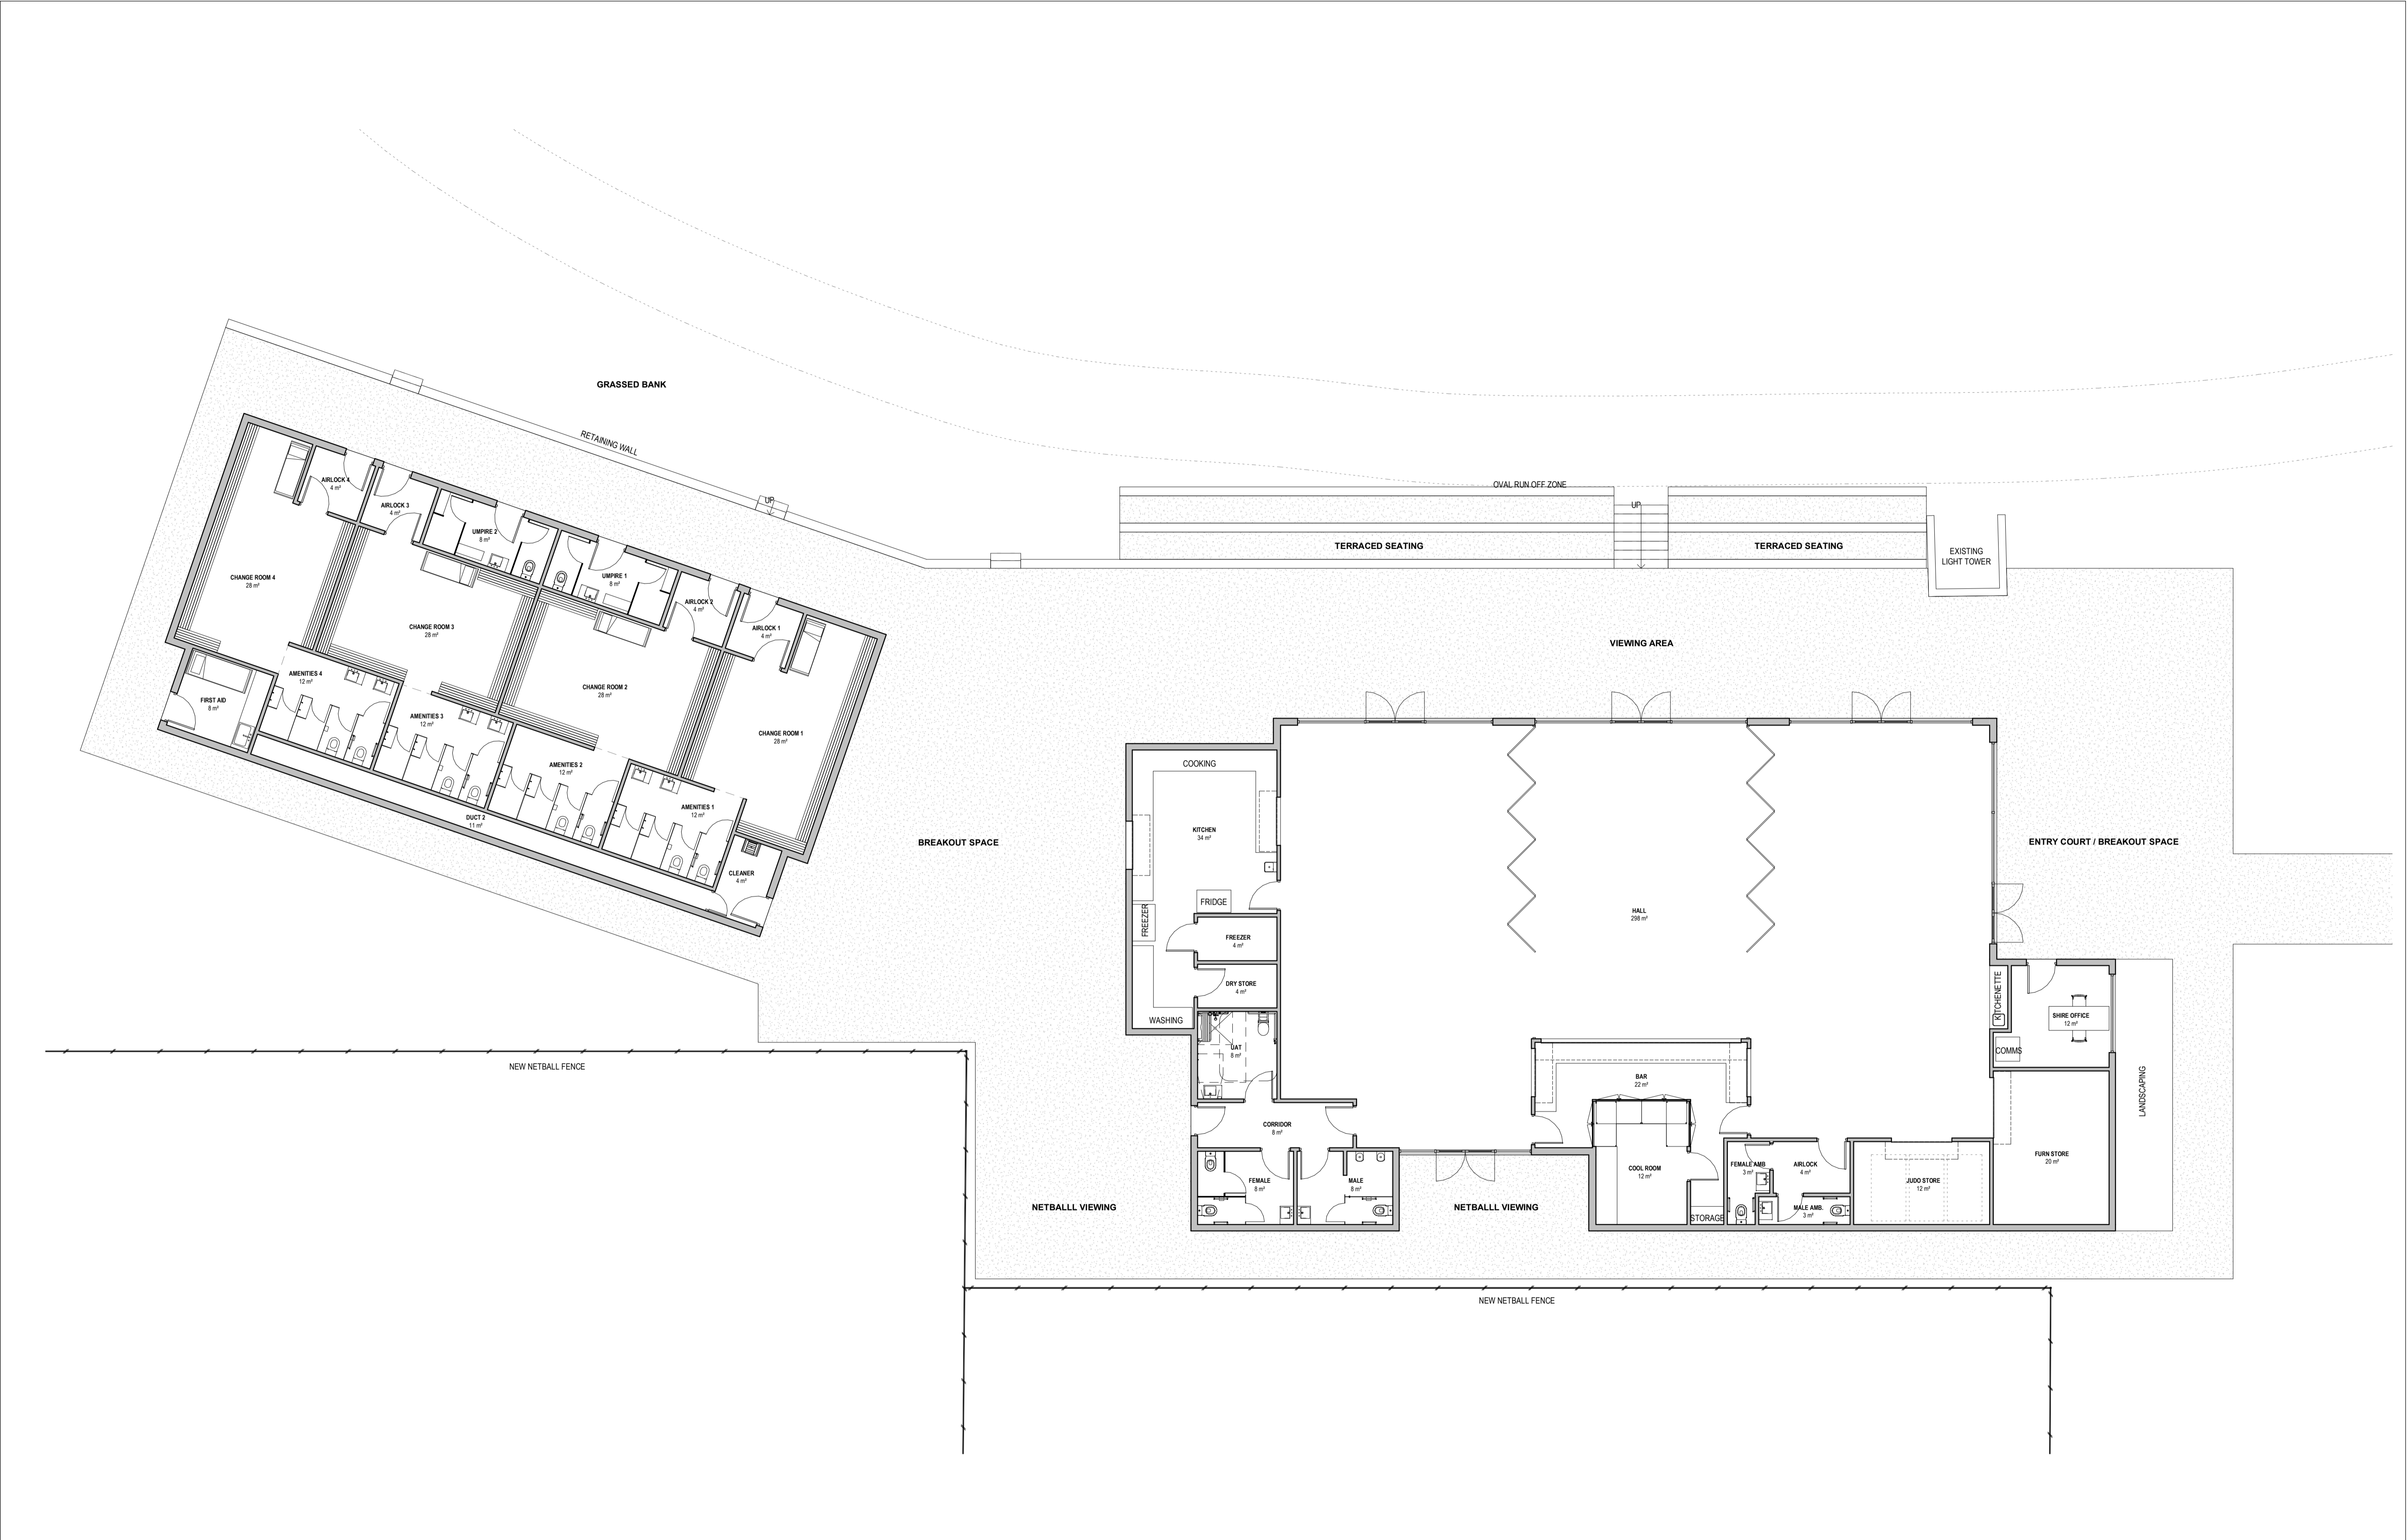 GRASSED BANK
RETAINING WALL
UP
OVAL RUN OFF ZONE
UP
TERRACED SEATING
TERRACED SEATING
EXISTING
LIGHT TOWER
VIEWING AREA
AIRLOCK 4
4 m²
AIRLOCK 3
4 m²
UMPIRE 2
8 m²
UMPIRE 1
8 m²
AIRLOCK 2
4 m²
AIRLOCK 1
4 m²
CHANGE ROOM 4
28 m²
CHANGE ROOM 3
28 m²
CHANGE ROOM 2
28 m²
CHANGE ROOM 1
28 m²
FIRST AID
8 m²
AMENITIES 4
12 m²
AMENITIES 3
12 m²
AMENITIES 2
12 m²
AMENITIES 1
12 m²
DUCT 2
11 m²
CLEANER
4 m²
BREAKOUT SPACE
COOKING
KITCHEN
34 m²
FRIDGE
FREEZER
FREEZER
4 m²
DRY STORE
4 m²
WASHING
UAT
8 m²
CORRIDOR
8 m²
FEMALE
8 m²
MALE
8 m²
HALL
298 m²
ENTRY COURT / BREAKOUT SPACE
KITCHENETTE
SHIRE OFFICE
12 m²
COMMS
BAR
22 m²
COOL ROOM
12 m²
STORAGE
FEMALE AMB
3 m²
AIRLOCK
4 m²
MALE AMB.
3 m²
JUDO STORE
12 m²
FURN STORE
20 m²
LANDSCAPING
NETBALLL VIEWING
NETBALLL VIEWING
NEW NETBALL FENCE
NEW NETBALL FENCE